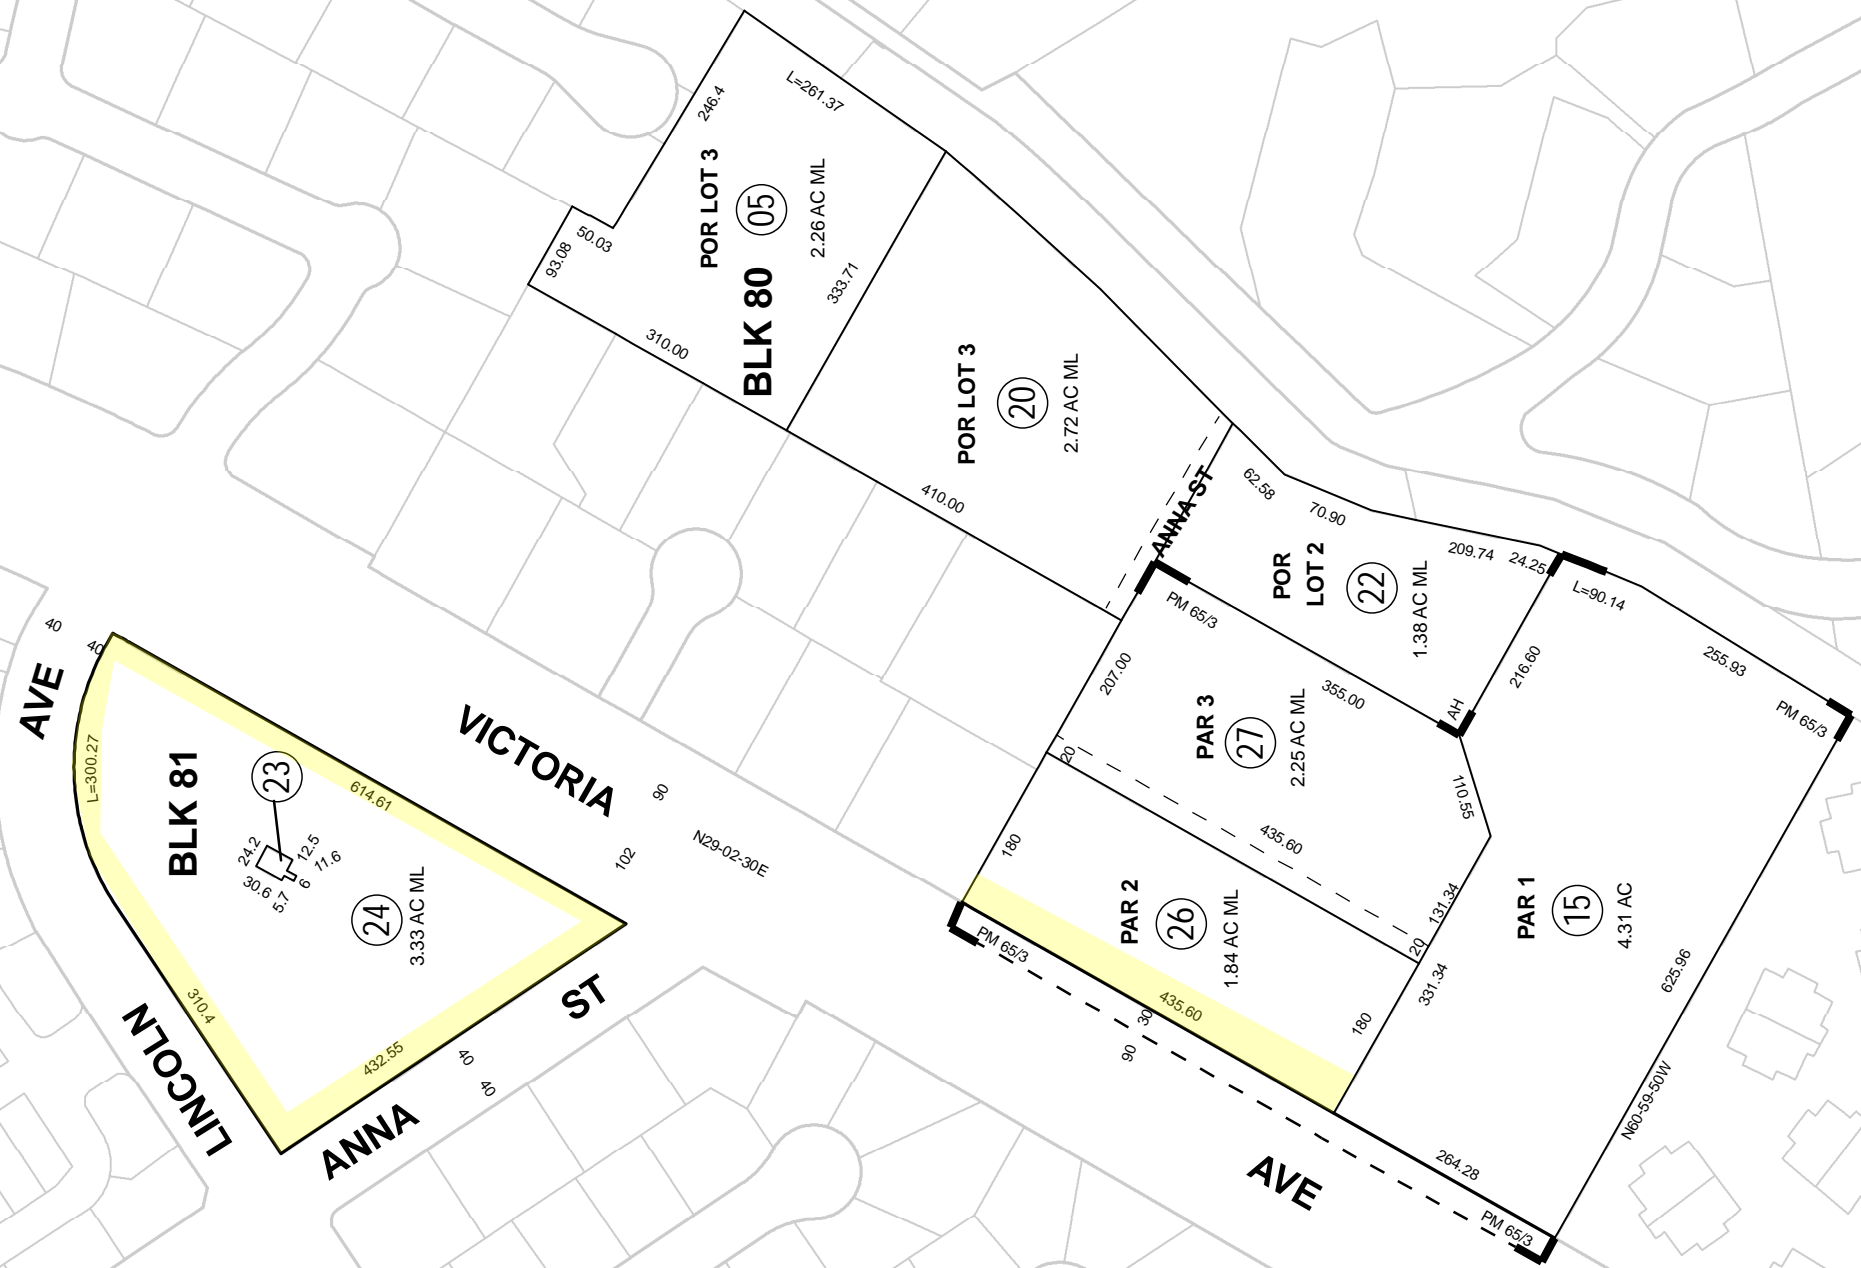 246.4
L=261.37
POR LOT 3
05
2.26 AC ML
50.03
93.08
333.71
BLK 80
310.00
POR LOT 3
20
2.72 AC ML
410.00
ANNA ST
62.58
70.90
209.74
24.25
POR
LOT 2
22
1.38 AC ML
L=90.14
PM 65/3
216.60
255.93
PM 65/3
207.00
355.00
AH
PAR 3
27
2.25 AC ML
20
110.55
435.60
180
131.34
20
331.34
PAR 2
26
1.84 AC ML
PAR 1
15
4.31 AC
PM 65/3
435.60
30
90
180
625.96
N60-59-50W
264.28
PM 65/3
AVE
40
40
AVE
L=300.27
BLK 81
23
614.61
24.2
12.5
11.6
30.6
5.7
6
24
3.33 AC ML
VICTORIA
90
102
N29-02-30E
310.4
432.55
LINCOLN
ANNA
ST
40
40